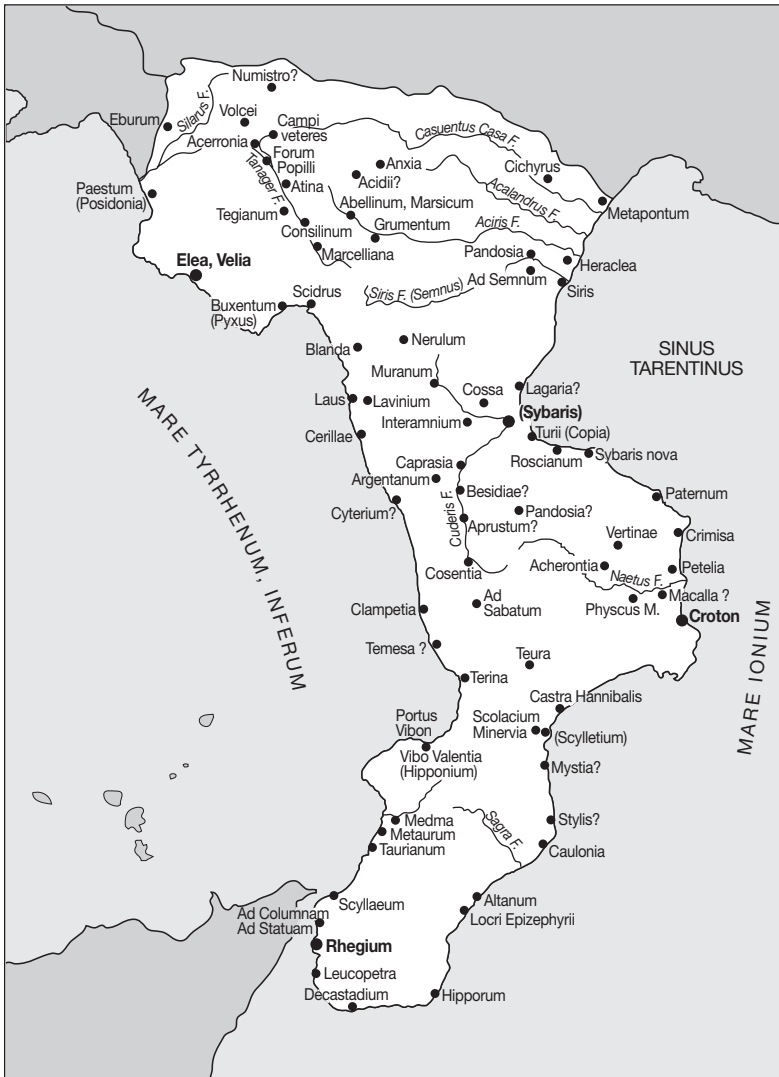 Numistro?
Silarus F.
Volcei
Eburum
Campi
veteres
Casuentus Casa F.
Acerronia
Forum
Popilli
Tanager F.
Anxia
Cichyrus
Acidii?
Atina
Acalandrus F.
Paestum
(Posidonia)
Abellinum, Marsicum
Metapontum
Tegianum
Grumentum
Aciris F.
Consilinum
Marcelliana
Pandosia
Elea, Velia
Heraclea
Ad Semnum
Siris F. (Semnus)
Siris
Scidrus
Buxentum
(Pyxus)
Nerulum
Blanda
SINUS
TARENTINUS
Muranum
Lagaria?
Cossa
Laus
Lavinium
(Sybaris)
Interamnium
Turii (Copia)
Cerillae
Roscianum
Sybaris nova
Caprasia
Argentanum
Besidiae?
Paternum
Cyterium?
Cuderis F.
Pandosia?
Aprustum?
Crimisa
Vertinae
Cosentia
Acherontia
Petelia
Naetus F.
Macalla ?
Physcus M.
Ad
Sabatum
Clampetia
Croton
MARE TYRRHENUM, INFERUM
MARE IONIUM
Temesa ?
Teura
Terina
Castra Hannibalis
Portus
Vibon
Scolacium
Minervia
(Scylletium)
Vibo Valentia
(Hipponium)
Mystia?
Medma
Stylis?
Metaurum
Sagra F.
Taurianum
Caulonia
Scyllaeum
Altanum
Ad Columnam
Ad Statuam
Locri Epizephyrii
Rhegium
Leucopetra
Decastadium
Hipporum